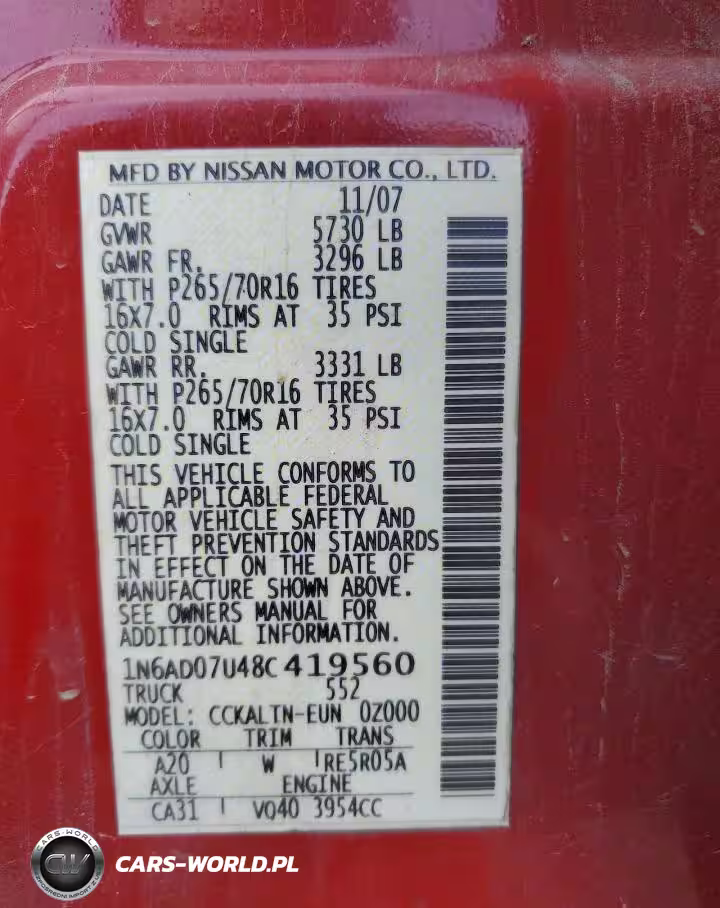 MFD BY NISSAN MOTOR CO., LTD.
DATE 11/07
GVWR 5730 LB
GAWR FR. 3296 LB
WITH P265/70R16 TIRES
16X7.0 RIMS AT 35 PSI
COLD SINGLE
GAWR RR. 3331 LB
WITH P265/70R16 TIRES
16X7.0 RIMS AT 35 PSI
COLD SINGLE
THIS VEHICLE CONFORMS TO
ALL APPLICABLE FEDERAL
MOTOR VEHICLE SAFETY AND
THEFT PREVENTION STANDARDS
IN EFFECT ON THE DATE OF
MANUFACTURE SHOWN ABOVE.
SEE OWNERS MANUAL FOR
ADDITIONAL INFORMATION.
1N6AD07U48C419560
TRUCK 552
MODEL: CCKALTN-EUN 0Z000
COLOR TRIM TRANS
A20 W RE5R05A
AXLE ENGINE
CA31 VQ40 3954CC
CARS-WORLD
CW
CARS-WORLD.PL